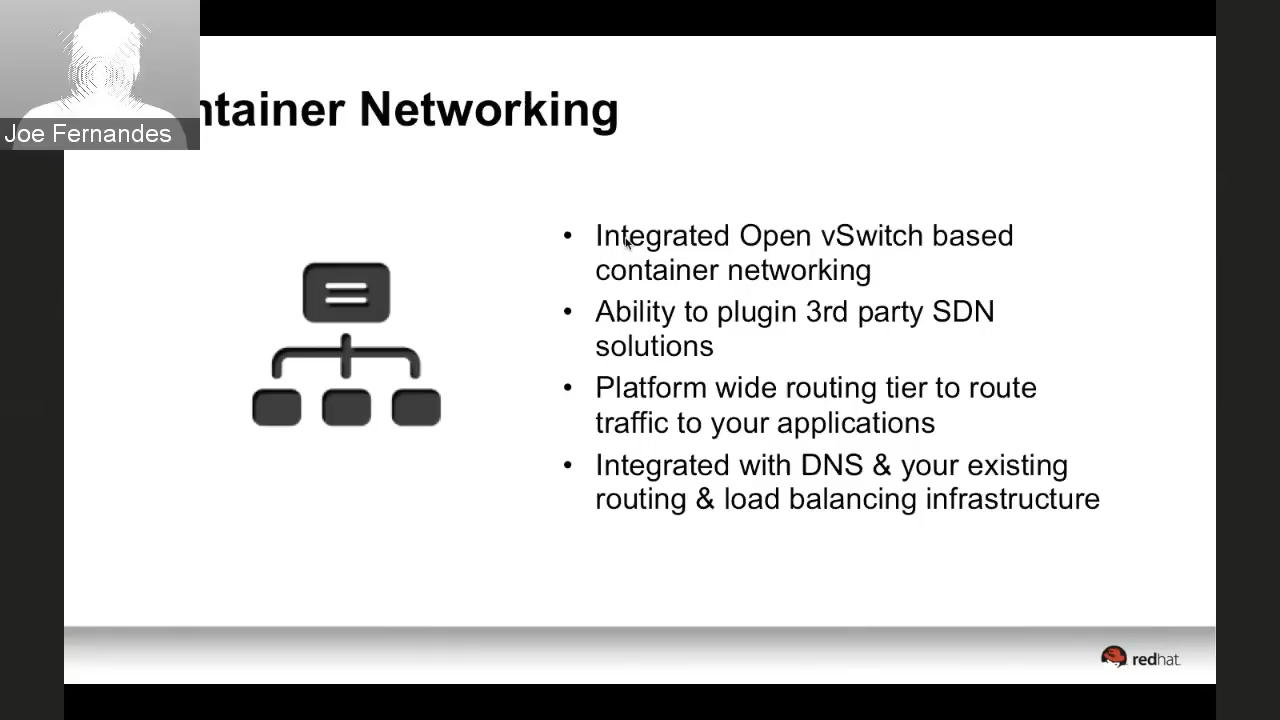 ntainer Networking
Joe Fernandes
• Integrated Open vSwitch based
container networking
• Ability to plugin 3rd party SDN
solutions
• Platform wide routing tier to route
traffic to your applications
• Integrated with DNS & your existing
routing & load balancing infrastructure
redhat.